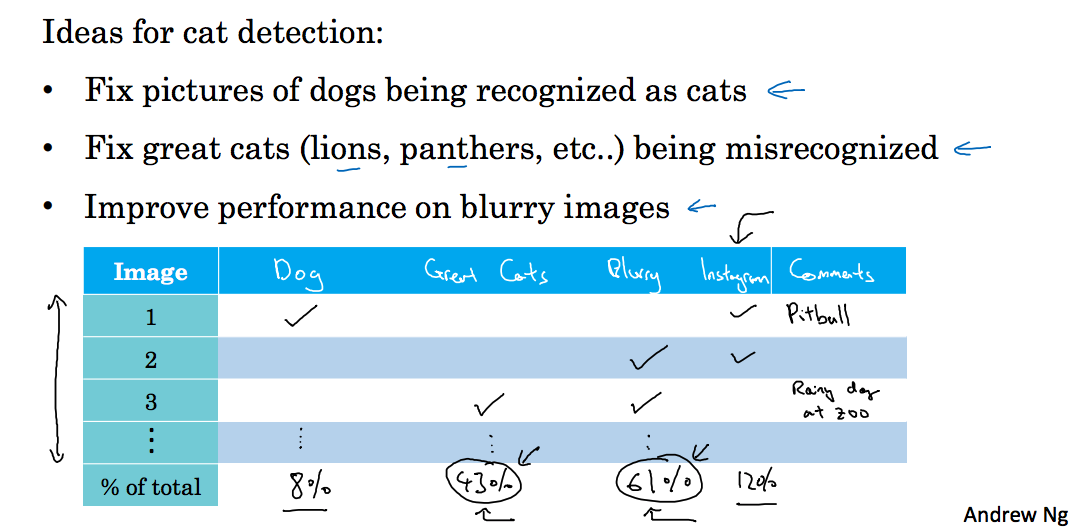 Ideas for cat detection:
• Fix pictures of dogs being recognized as cats
• Fix great cats (lions, panthers, etc..) being misrecognized
• Improve performance on blurry images
Image Dog Great Cats Blurry Instagram Comments
1 ✓ ✓ Pitball
2 ✓ ✓
3 ✓ ✓ Rainy day
at zoo
⋮ ⋮ ⋮ ⋮
% of total 8% 43% 61% 12%
Andrew Ng